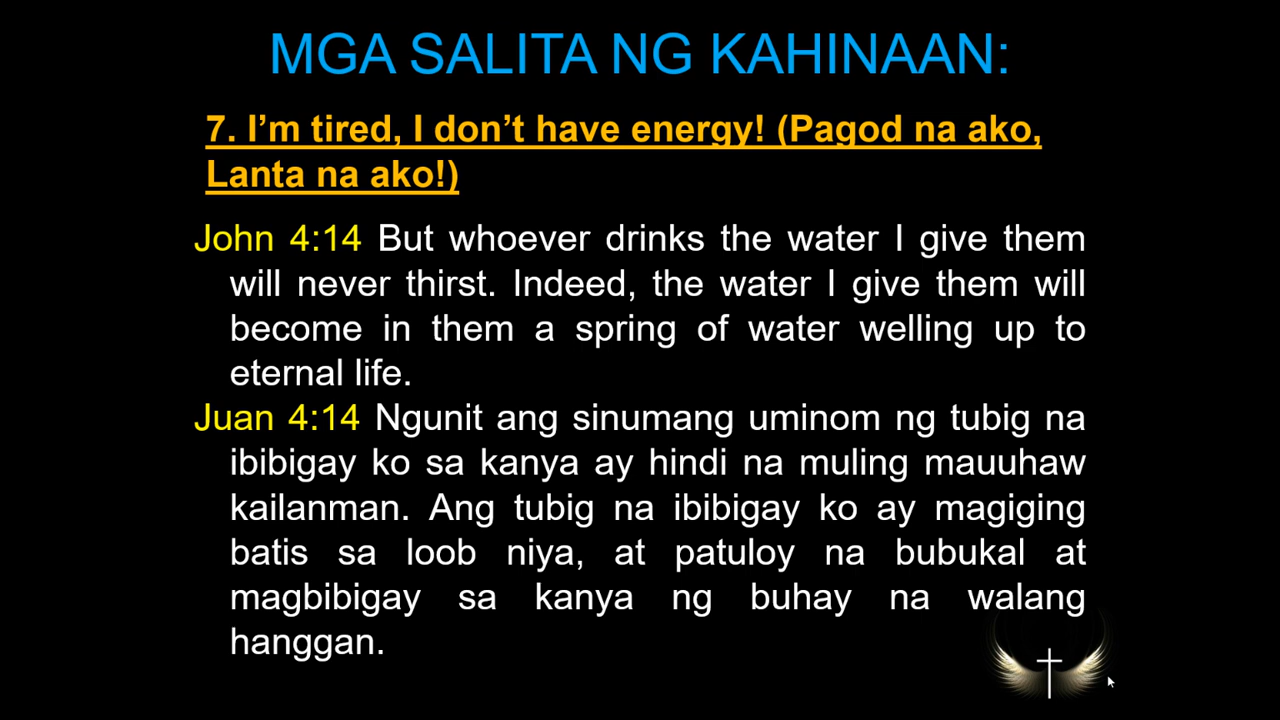 MGA SALITA NG KAHINAAN:
7. I’m tired, I don’t have energy! (Pagod na ako,
Lanta na ako!)
John 4:14 But whoever drinks the water I give them
will never thirst. Indeed, the water I give them will
become in them a spring of water welling up to
eternal life.
Juan 4:14 Ngunit ang sinumang uminom ng tubig na
ibibigay ko sa kanya ay hindi na muling mauuhaw
kailanman. Ang tubig na ibibigay ko ay magiging
batis sa loob niya, at patuloy na bubukal at
magbibigay sa kanya ng buhay na walang
hanggan.